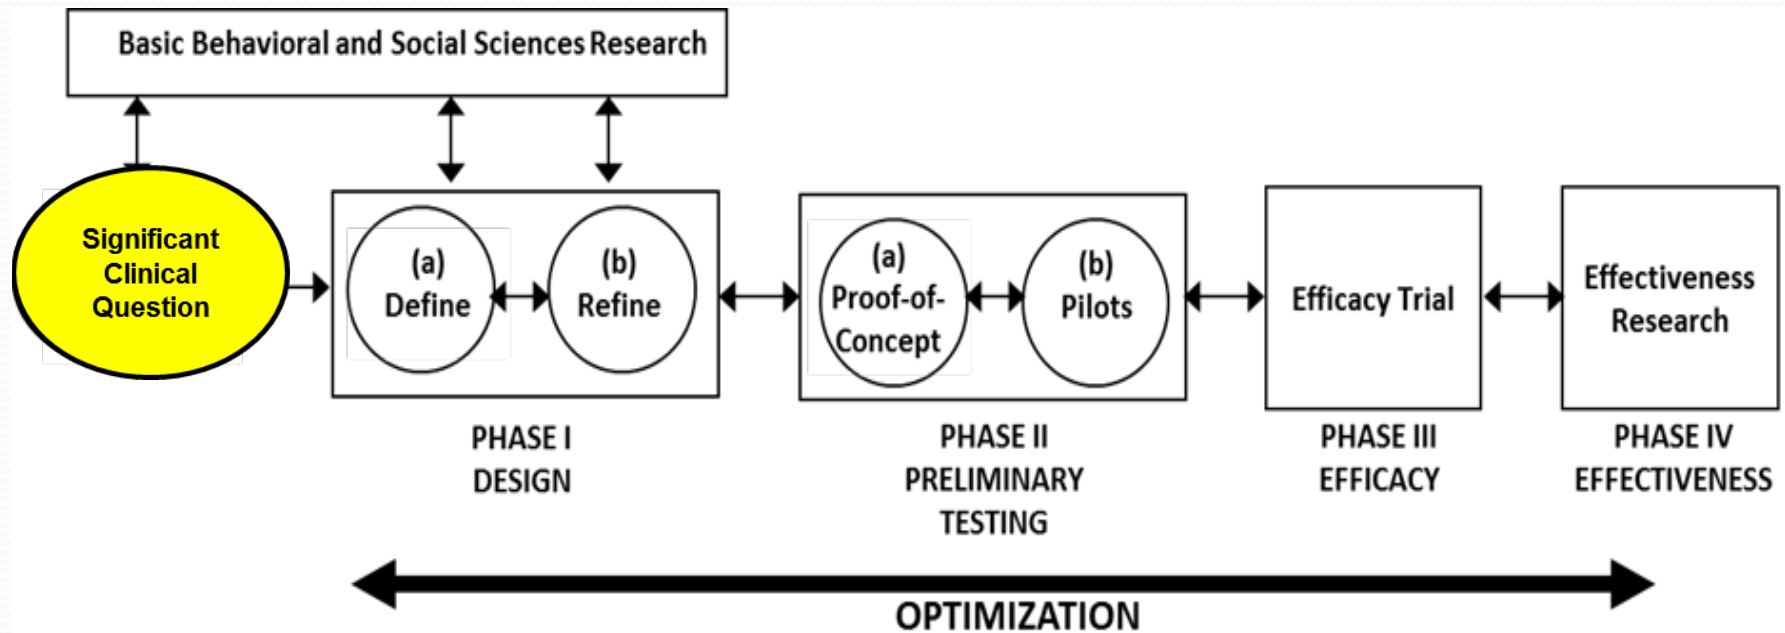 Basic Behavioral and Social Sciences Research
Significant
Clinical
Question
(a)
Define
(b)
Refine
(a)
Proof-of-
Concept
(b)
Pilots
Efficacy Trial
Effectiveness
Research
PHASE I
DESIGN
PHASE II
PRELIMINARY
TESTING
PHASE III
EFFICACY
PHASE IV
EFFECTIVENESS
OPTIMIZATION